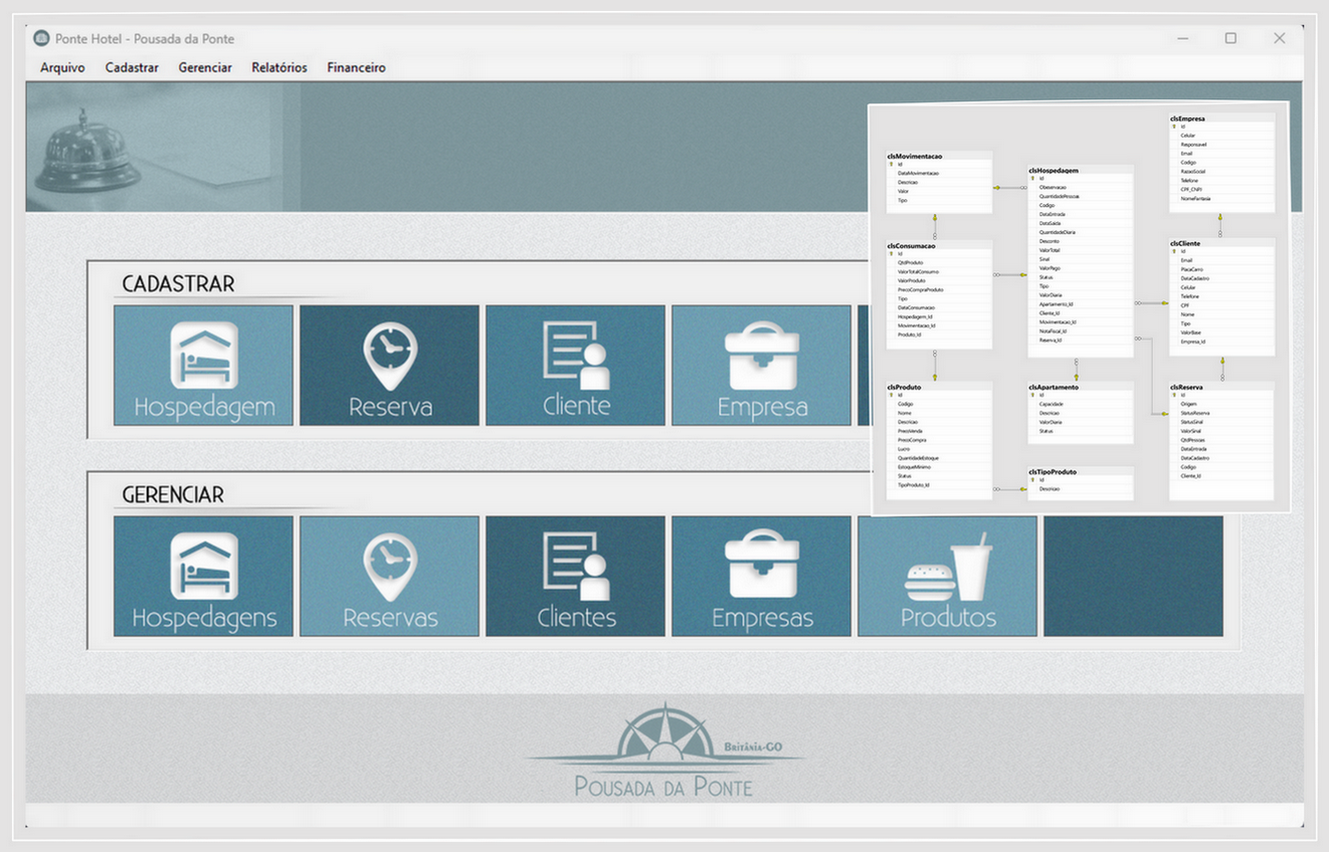 Ponte Hotel - Pousada da Ponte
Arquivo Cadastrar Gerenciar Relatórios Financeiro
CADASTRAR
Hospedagem
Reserva
Cliente
Empresa
GERENCIAR
Hospedagens
Reservas
Clientes
Empresas
Produtos
clsMovimentacao
Id
DataMovimentacao
Descricao
Valor
Tipo
clsConsumacao
Id
QtdProduto
ValorTotalConsumo
ValorProduto
PrecoCompraProduto
Tipo
DataConsumacao
Hospedagem_Id
Movimentacao_Id
Produto_Id
clsProduto
Id
Codigo
Nome
Descricao
PrecoVenda
PrecoCompra
Lucro
QuantidadeEstoque
EstoqueMinimo
Status
TipoProduto_Id
clsHospedagem
Id
Observacao
QuantidadePessoas
Codigo
DataEntrada
DataSaida
QuantidadeDiaria
Desconto
ValorTotal
Sinal
ValorPago
Status
Tipo
ValorDiaria
Apartamento_Id
Cliente_Id
Movimentacao_Id
NotaFiscal_Id
Reserva_Id
clsApartamento
Id
Capacidade
Descricao
ValorDiaria
Status
clsTipoProduto
Id
Descricao
clsEmpresa
Id
Celular
Responsavel
Email
Codigo
RazaoSocial
Telefone
CPF_CNPJ
NomeFantasia
clsCliente
Id
Email
PlacaCarro
DataCadastro
Celular
Telefone
CPF
Nome
Tipo
ValorBase
Empresa_Id
clsReserva
Id
Origem
StatusReserva
StatusSinal
ValorSinal
QtdPessoas
DataEntrada
DataCadastro
Codigo
Cliente_Id
Britânia-GO
Pousada da Ponte